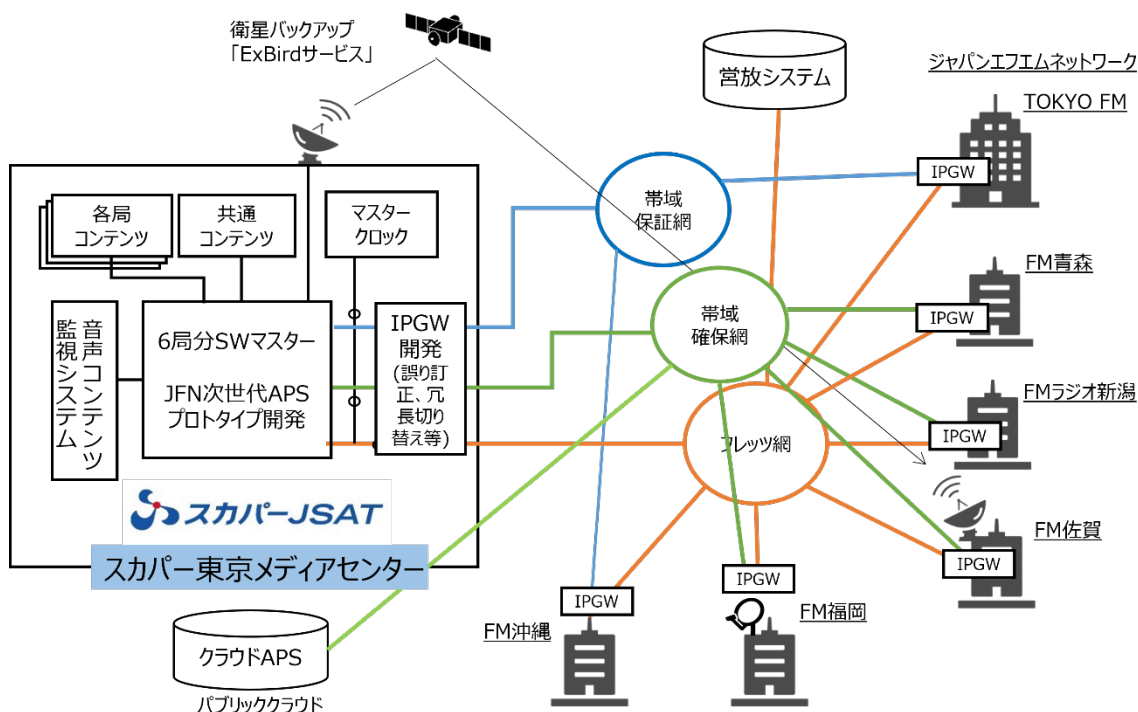 衛星バックアップ
「ExBirdサービス」
営放システム
ジャパンエフエムネットワーク
TOKYO FM
IPGW
各局
コンテンツ
共通
コンテンツ
マスター
クロック
帯域
保証網
FM青森
IPGW
音声コンテンツ
監視システム
6局分SWマスター
JFN次世代APS
プロトタイプ開発
IPGW
開発
(誤り訂
正、冗
長切り
替え等)
帯域
確保網
FMラジオ新潟
IPGW
フレッツ網
スカパーJSAT
スカパー東京メディアセンター
FM佐賀
IPGW
IPGW
FM福岡
IPGW
FM沖縄
クラウドAPS
パブリッククラウド